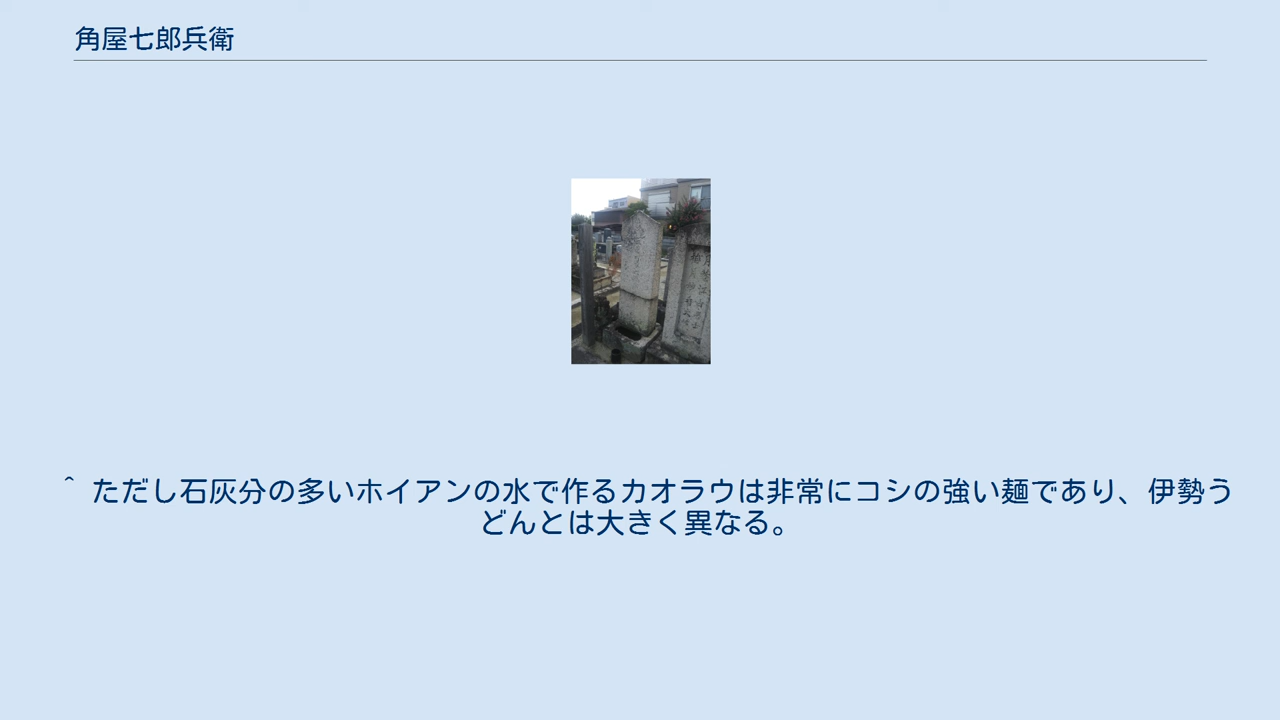 角屋七郎兵衛
^ ただし石灰分の多いホイアンの水で作るカオラウは非常にコシの強い麺であり、伊勢う
どんとは大きく異なる。